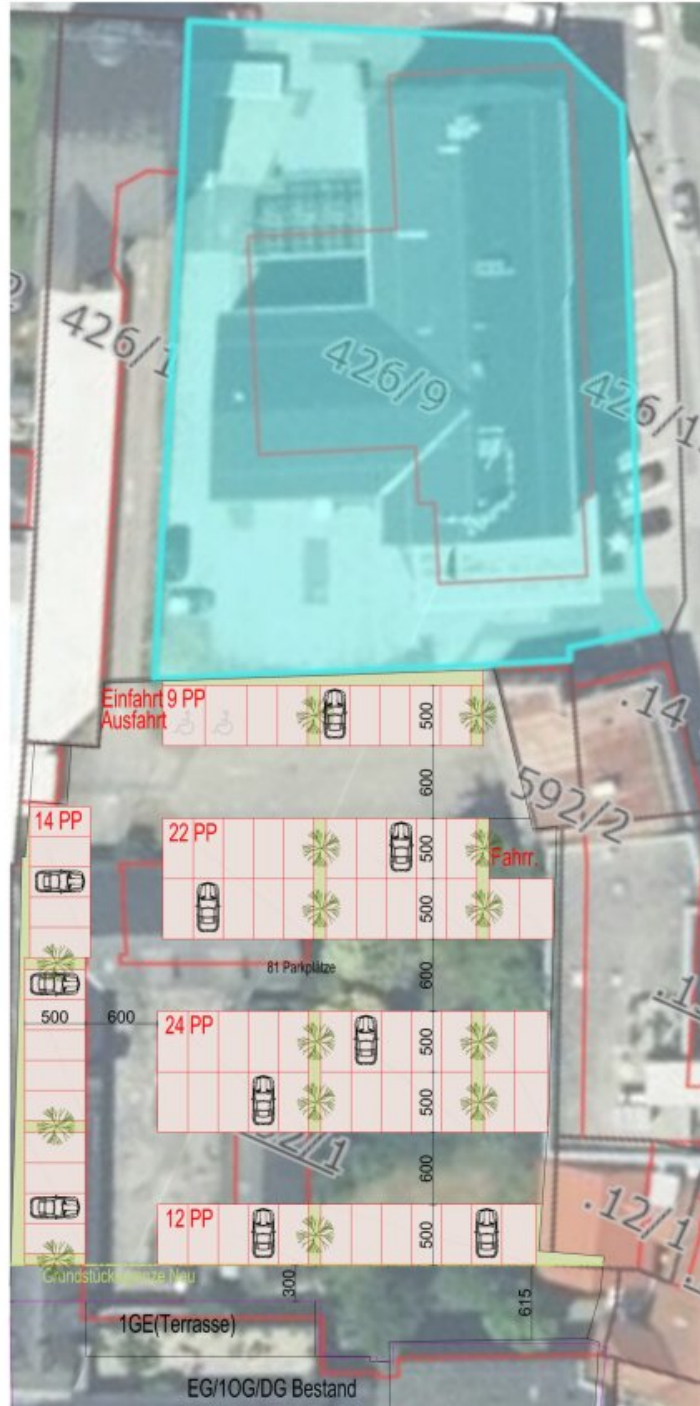 426/1
426/9
426/1
Einfahrt 9 PP
Ausfahrt
500
.14
600
592/2
14 PP
22 PP
500
Fahrr.
500
81 Parkplätze
600
500
600
24 PP
500
500
600
12 PP
500
.12/1
Grundstücksgrenze Neu
300
615
1GE(Terrasse)
EG/1OG/DG Bestand